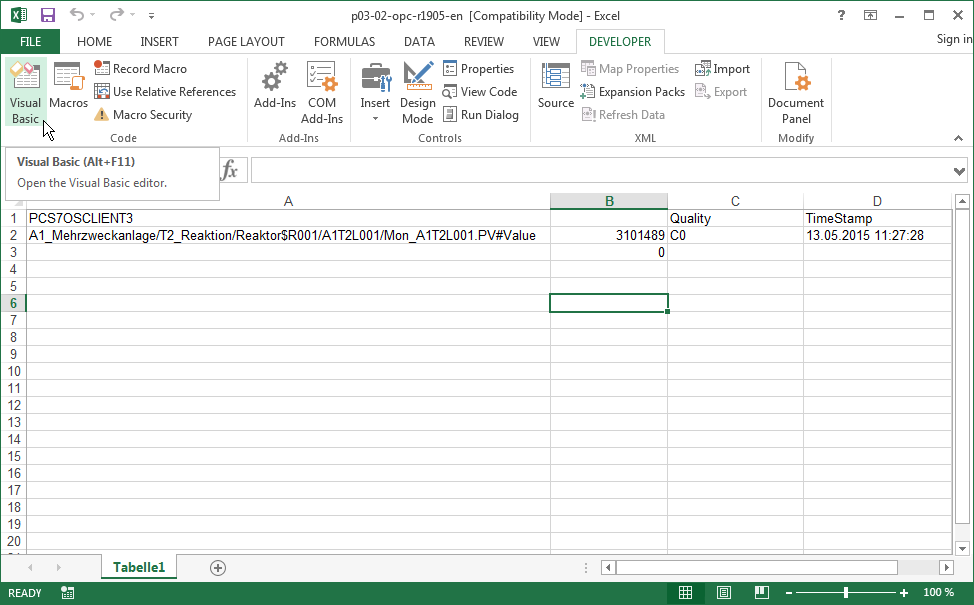 p03-02-opc-r1905-en [Compatibility Mode] - Excel
?
FILE HOME INSERT PAGE LAYOUT FORMULAS DATA REVIEW VIEW DEVELOPER Sign in
Visual Basic
Macros
Record Macro
Use Relative References
Macro Security
Code
Add-Ins
COM Add-Ins
Add-Ins
Insert
Design Mode
Properties
View Code
Run Dialog
Controls
Source
Map Properties
Expansion Packs
Refresh Data
Import
Export
XML
Document Panel
Modify
Visual Basic (Alt+F11)
Open the Visual Basic editor.
fx
A B C D
1 PCS7OSCLIENT3 Quality TimeStamp
2 A1_Mehrzweckanlage/T2_Reaktion/Reaktor$R001/A1T2L001/Mon_A1T2L001.PV#Value 3101489 C0 13.05.2015 11:27:28
3 0
4
5
6
7
8
9
10
11
12
13
14
15
16
17
18
19
20
Tabelle1
READY 100 %